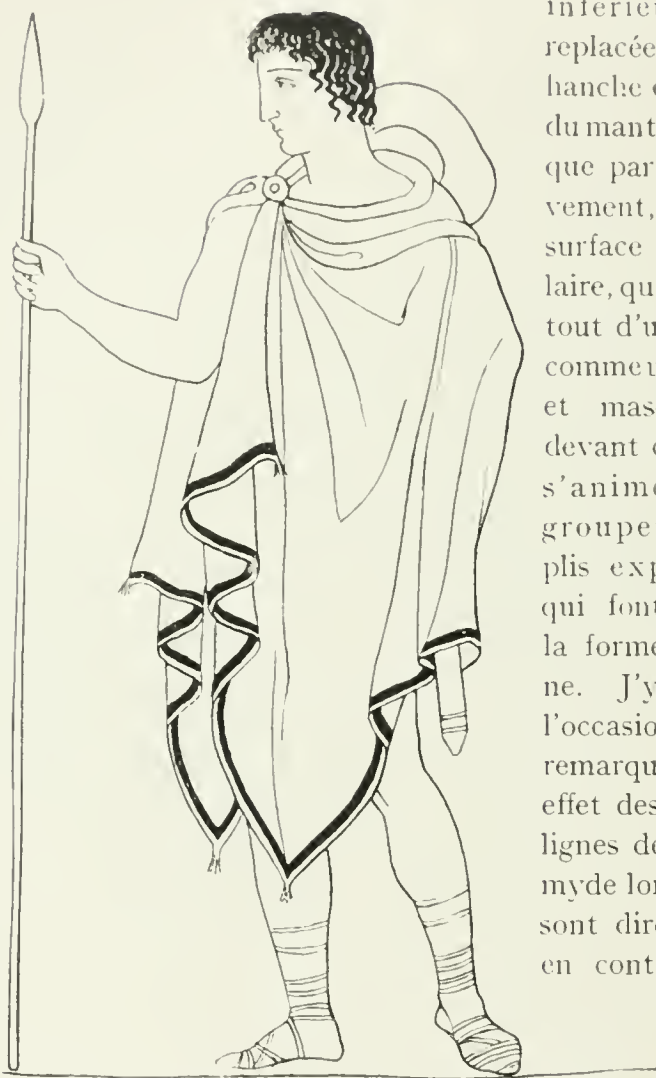 inférieu
replacée
hanche e
du mant
que par
vement,
surface
laire, qu
tout d'u
comme u
et mas
devant c
s'anime
groupe
plis exp
qui font
la forme
ne. J'y
l'occasio
remarqu
effet des
lignes de
myde lor
sont dire
en cont